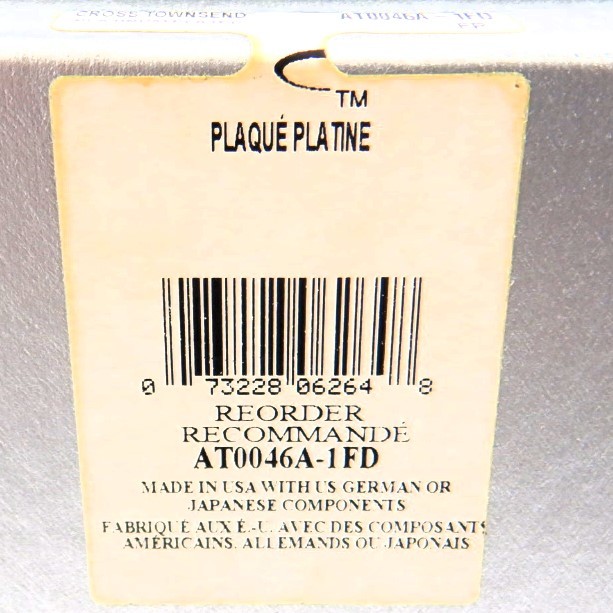 CROSS TOWNSEND
AT0046A - 1FD
FP
TM
PLAQUÉ PLATINE
0 73228 06264 8
REORDER
RECOMMANDÉ
AT0046A-1FD
MADE IN USA WITH US GERMAN OR
JAPANESE COMPONENTS
FABRIQUÉ AUX É.-U. AVEC DES COMPOSANTS
AMÉRICAINS. ALLEMANDS OU JAPONAIS